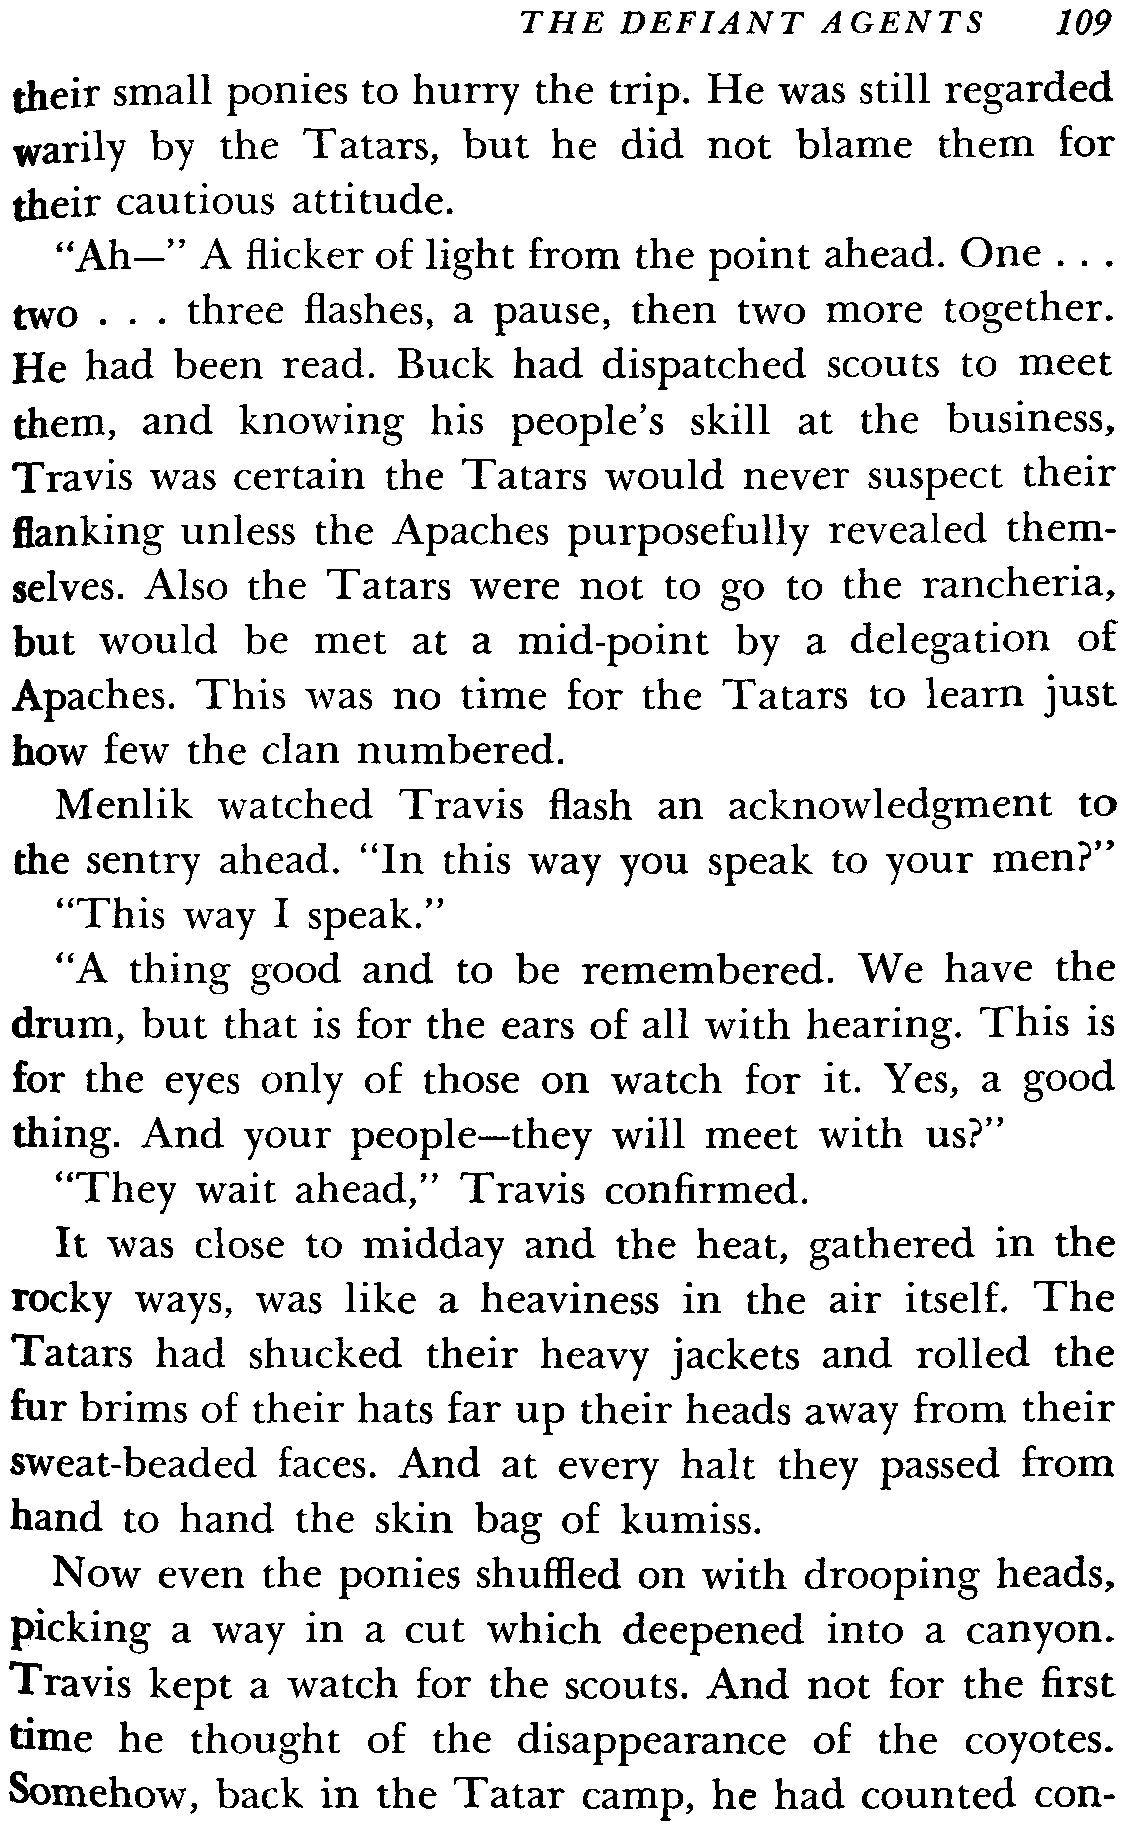 THE DEFIANT AGENTS 109
their small ponies to hurry the trip. He was still regarded
warily by the Tatars, but he did not blame them for
their cautious attitude.
“Ah—” A flicker of light from the point ahead. One . . .
two . . . three flashes, a pause, then two more together.
He had been read. Buck had dispatched scouts to meet
them, and knowing his people’s skill at the business,
Travis was certain the Tatars would never suspect their
flanking unless the Apaches purposefully revealed them-
selves. Also the Tatars were not to go to the rancheria,
but would be met at a mid-point by a delegation of
Apaches. This was no time for the Tatars to learn just
how few the clan numbered.
Menlik watched Travis flash an acknowledgment to
the sentry ahead. “In this way you speak to your men?”
“This way I speak.”
“A thing good and to be remembered. We have the
drum, but that is for the ears of all with hearing. This is
for the eyes only of those on watch for it. Yes, a good
thing. And your people—they will meet with us?”
“They wait ahead,” Travis confirmed.
It was close to midday and the heat, gathered in the
rocky ways, was like a heaviness in the air itself. The
Tatars had shucked their heavy jackets and rolled the
fur brims of their hats far up their heads away from their
sweat-beaded faces. And at every halt they passed from
hand to hand the skin bag of kumiss.
Now even the ponies shuffled on with drooping heads,
picking a way in a cut which deepened into a canyon.
Travis kept a watch for the scouts. And not for the first
time he thought of the disappearance of the coyotes.
Somehow, back in the Tatar camp, he had counted con-